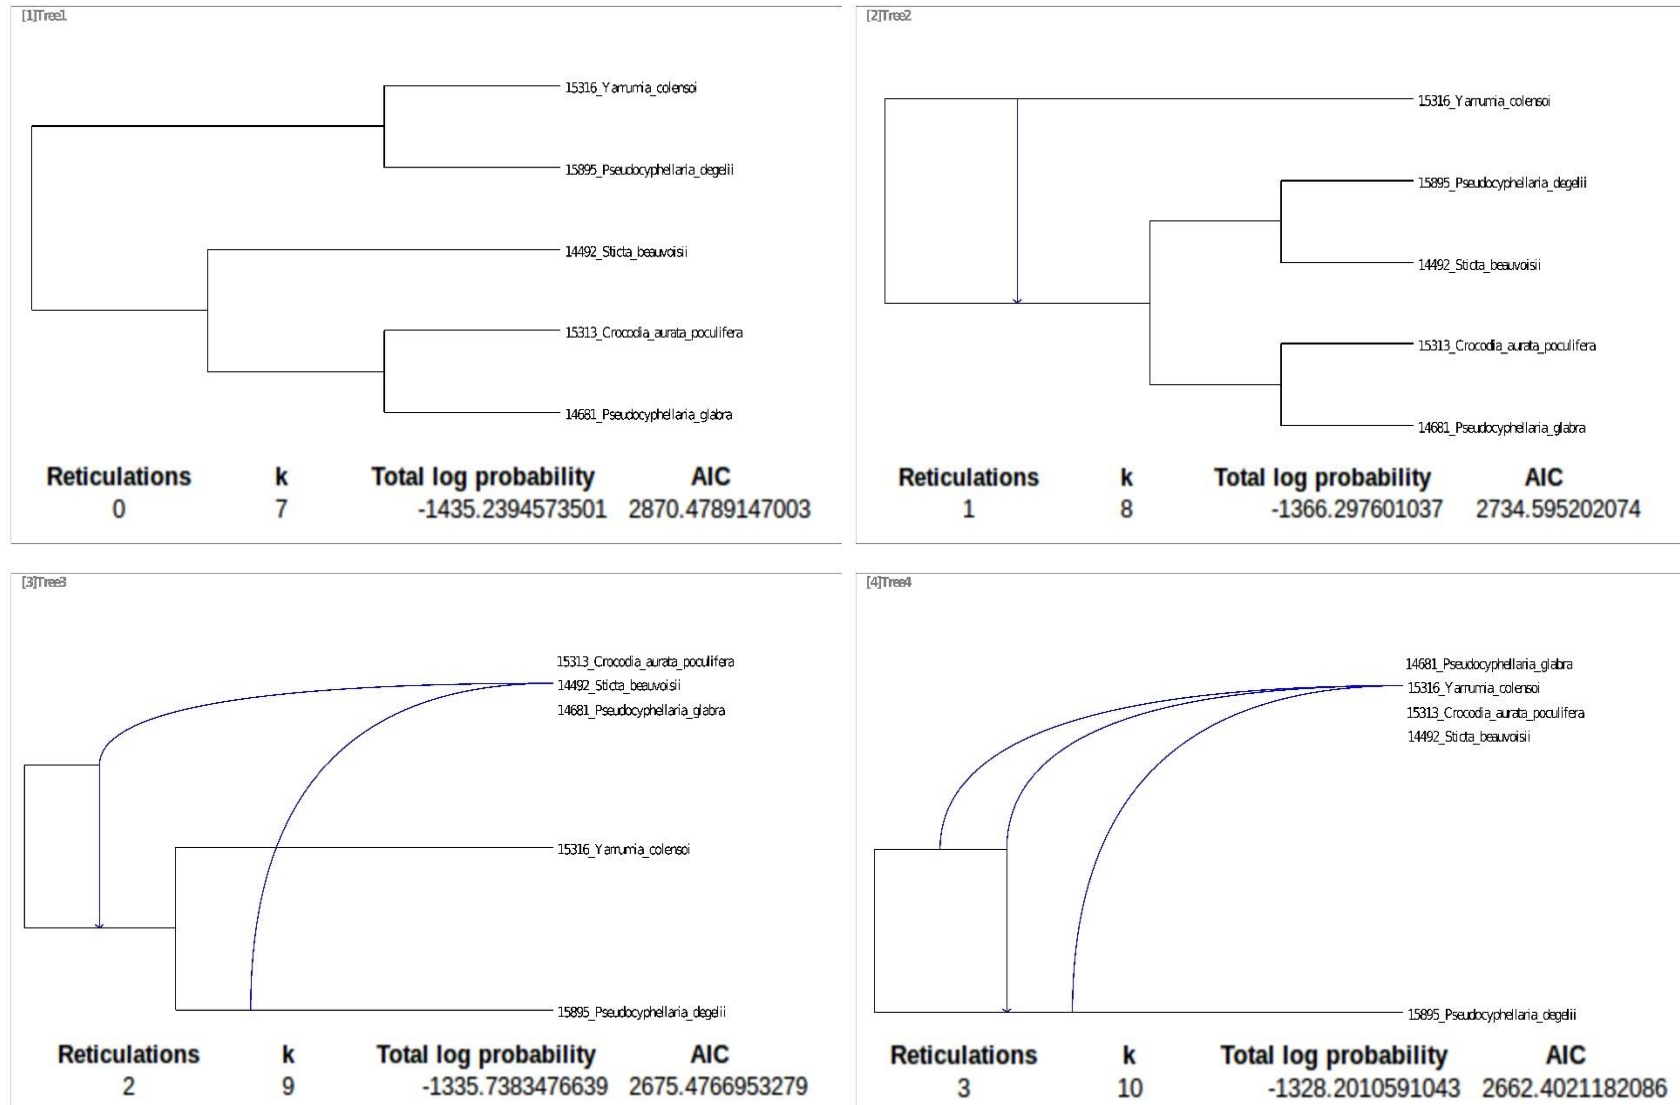 [1]Tree1
15316_Yarrumia_colensoi
15895_Pseudocyphellaria_degelii
14492_Sticta_beauvoisii
15313_Crocodia_aurata_poculifera
14681_Pseudocyphellaria_glabra
Reticulations k Total log probability AIC
0 7 -1435.2394573501 2870.4789147003
[2]Tree2
15316_Yarrumia_colensoi
15895_Pseudocyphellaria_degelii
14492_Sticta_beauvoisii
15313_Crocodia_aurata_poculifera
14681_Pseudocyphellaria_glabra
Reticulations k Total log probability AIC
1 8 -1366.297601037 2734.595202074
[3]Tree3
15313_Crocodia_aurata_poculifera
14492_Sticta_beauvoisii
14681_Pseudocyphellaria_glabra
15316_Yarrumia_colensoi
15895_Pseudocyphellaria_degelii
Reticulations k Total log probability AIC
2 9 -1335.7383476639 2675.4766953279
[4]Tree4
14681_Pseudocyphellaria_glabra
15316_Yarrumia_colensoi
15313_Crocodia_aurata_poculifera
14492_Sticta_beauvoisii
15895_Pseudocyphellaria_degelii
Reticulations k Total log probability AIC
3 10 -1328.2010591043 2662.4021182086